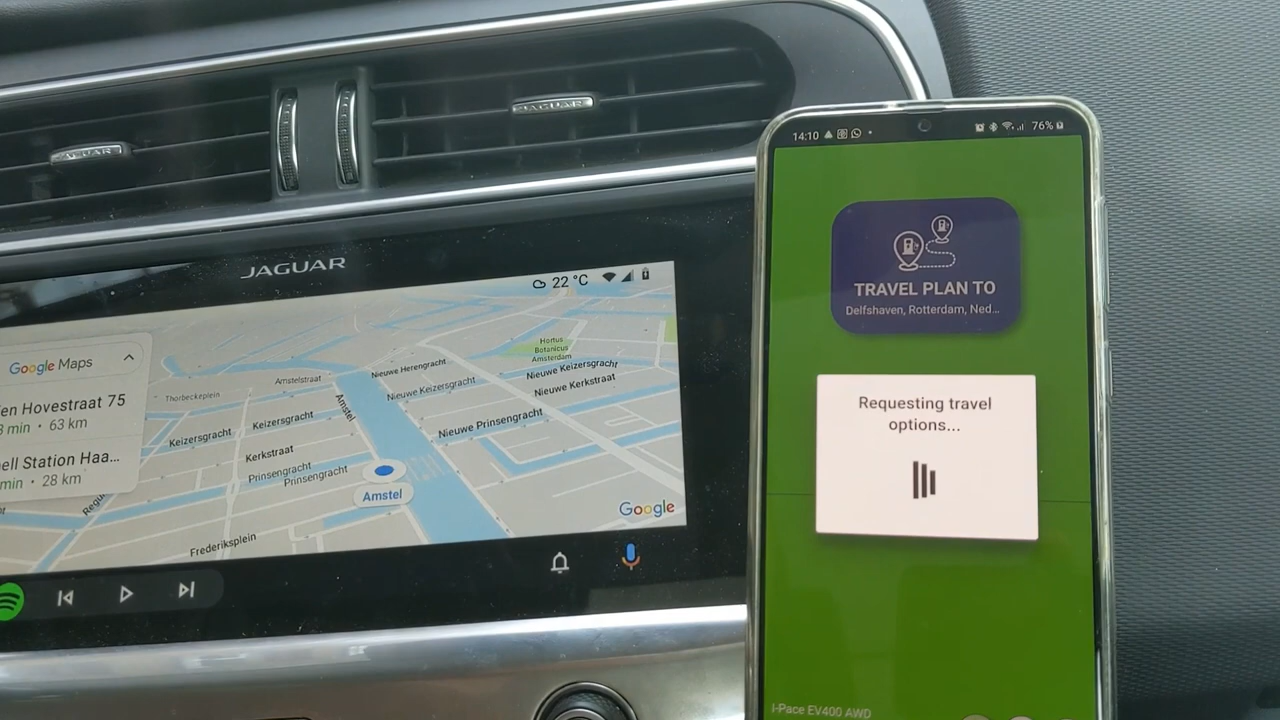 JAGUAR
JAGUAR
JAGUAR
22 °C
Google Maps
en Hovestraat 75
min • 63 km
ell Station Haa...
min • 28 km
Hortus
Botanicus
Amsterdam
Nieuwe Herengracht
Nieuwe Keizersgracht
Nieuwe Keizersgracht
Nieuwe Kerkstraat
Nieuwe Prinsengracht
Amstelstraat
Thorbeckeplein
Amstel
Keizersgracht
Keizersgracht
Kerkstraat
Prinsengracht
Prinsengracht
Amstel
Frederiksplein
Google
14:10
76%
TRAVEL PLAN TO
Delfshaven, Rotterdam, Ned...
Requesting travel
options...
I-Pace EV400 AWD